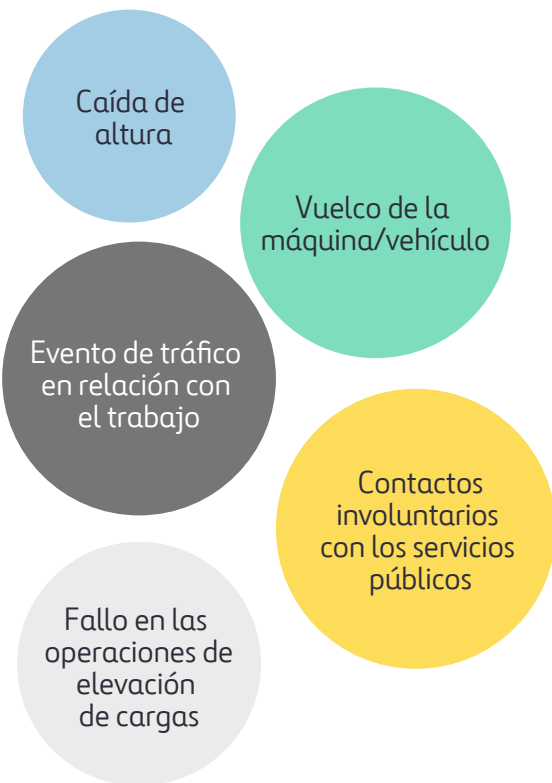 Caída de
altura
Vuelco de la
máquina/vehículo
Evento de tráfico
en relación con
el trabajo
Contactos
involuntarios
con los servicios
públicos
Fallo en las
operaciones de
elevación
de cargas